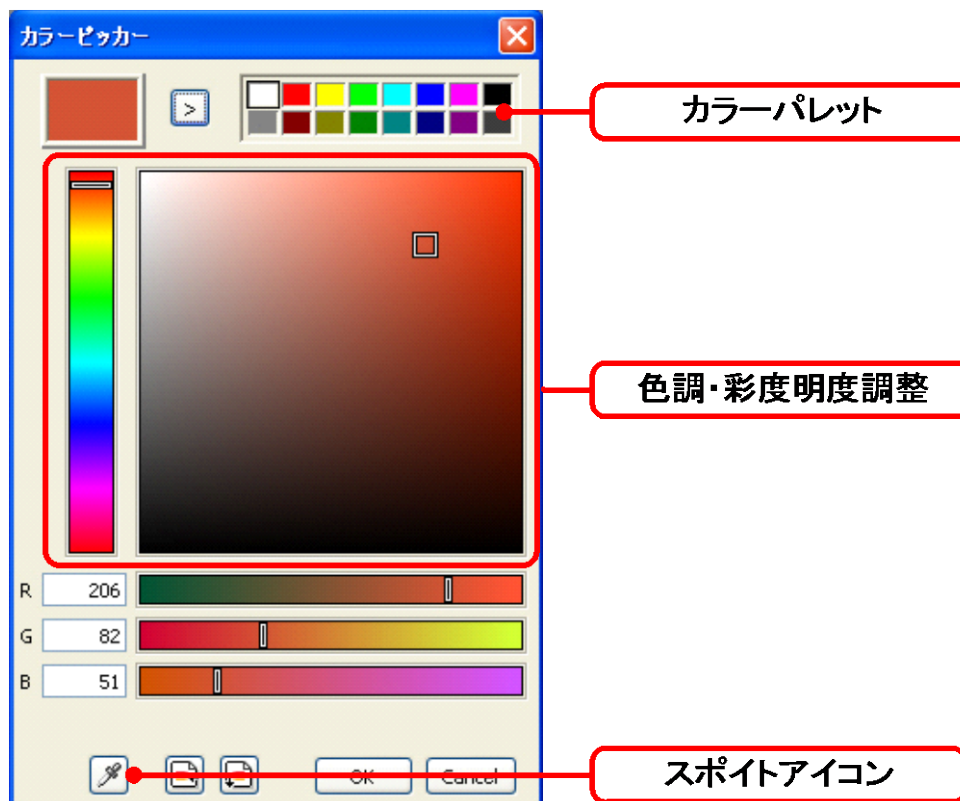 カラーピッカー
>
カラーパレット
色調・彩度明度調整
R 206
G 82
B 51
OK Cancel
スポイトアイコン